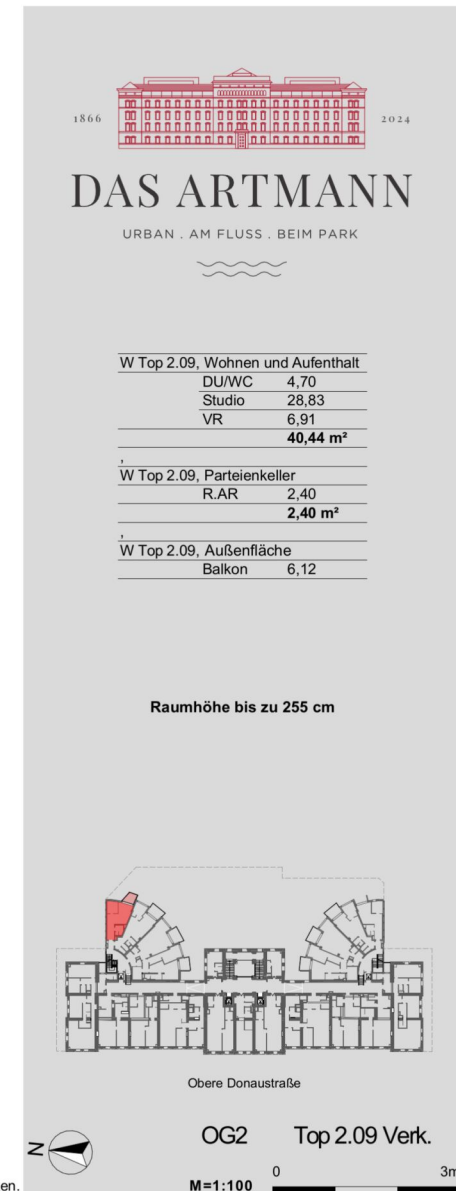 1866 2024
DAS ARTMANN
URBAN . AM FLUSS . BEIM PARK
W Top 2.09, Wohnen und Aufenthalt
DU/WC 4,70
Studio 28,83
VR 6,91
40,44 m²
,
W Top 2.09, Parteienkeller
R.AR 2,40
2,40 m²
,
W Top 2.09, Außenfläche
Balkon 6,12
Raumhöhe bis zu 255 cm
Obere Donaustraße
N
OG2 Top 2.09 Verk.
0 3m
en. M=1:100